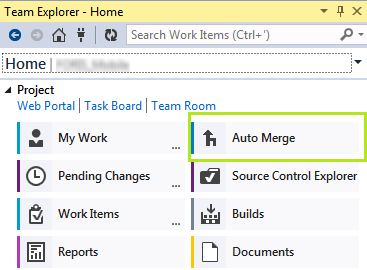 Team Explorer - Home
Search Work Items (Ctrl+')
Home |
Project
Web Portal | Task Board | Team Room
My Work ...
Auto Merge
Pending Changes ...
Source Control Explorer
Work Items ...
Builds
Reports
Documents